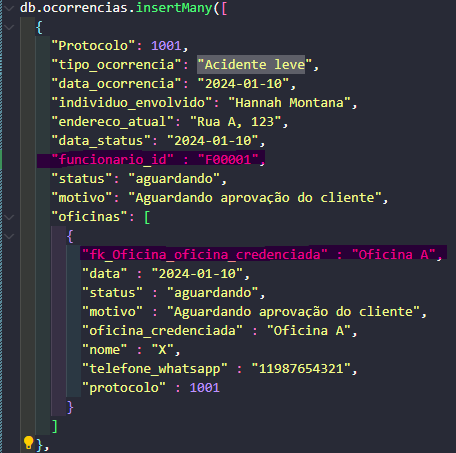 db.ocorrencias.insertMany([
{
"Protocolo": 1001,
"tipo_ocorrencia": "Acidente leve",
"data_ocorrencia": "2024-01-10",
"individuo_envolvido": "Hannah Montana",
"endereco_atual": "Rua A, 123",
"data_status": "2024-01-10",
"funcionario_id" : "F00001",
"status": "aguardando",
"motivo": "Aguardando aprovação do cliente",
"oficinas": [
{
"fk_Oficina_oficina_credenciada" : "Oficina A",
"data" : "2024-01-10",
"status" : "aguardando",
"motivo" : "Aguardando aprovação do cliente",
"oficina_credenciada" : "Oficina A",
"nome" : "X",
"telefone_whatsapp" : "11987654321",
"protocolo" : 1001
}
]
},